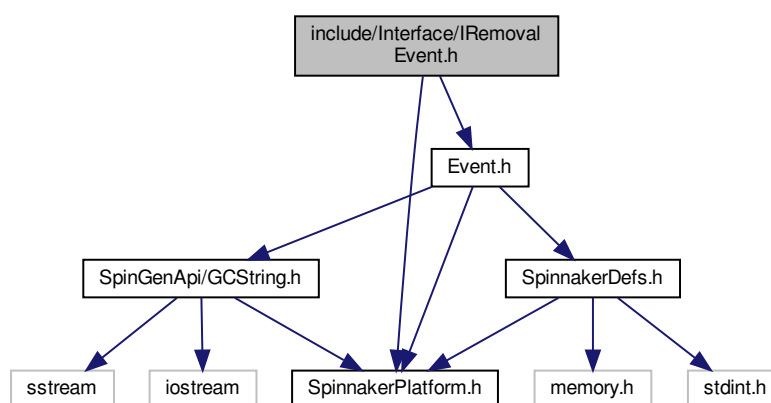 include/Interface/IRemoval
Event.h
Event.h
SpinGenApi/GCString.h
SpinnakerDefs.h
sstream
iostream
SpinnakerPlatform.h
memory.h
stdint.h